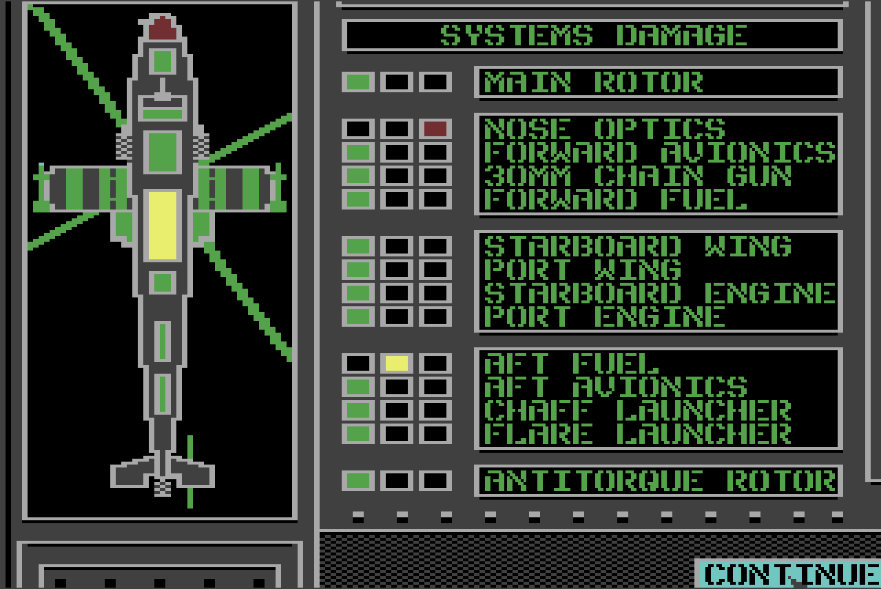 SYSTEMS DAMAGE
MAIN ROTOR
NOSE OPTICS
FORWARD AVIONICS
30MM CHAIN GUN
FORWARD FUEL
STARBOARD WING
PORT WING
STARBOARD ENGINE
PORT ENGINE
AFT FUEL
AFT AVIONICS
CHAFF LAUNCHER
FLARE LAUNCHER
ANTITORQUE ROTOR
CONTINUE